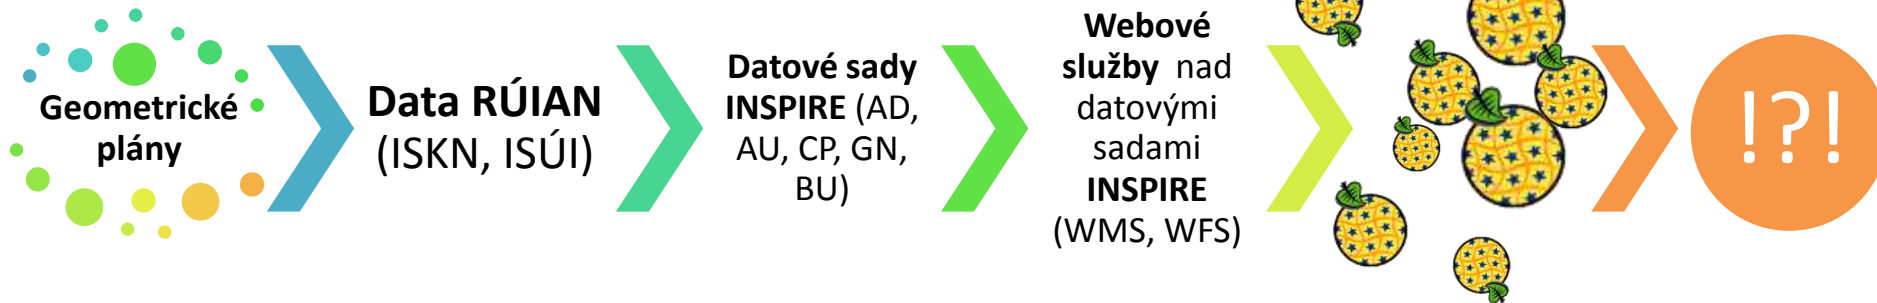 Geometrické
plány
Data RÚIAN
(ISKN, ISÚI)
Datové sady
INSPIRE (AD,
AU, CP, GN,
BU)
Webové
služby nad
datovými
sadami
INSPIRE
(WMS, WFS)
!?!